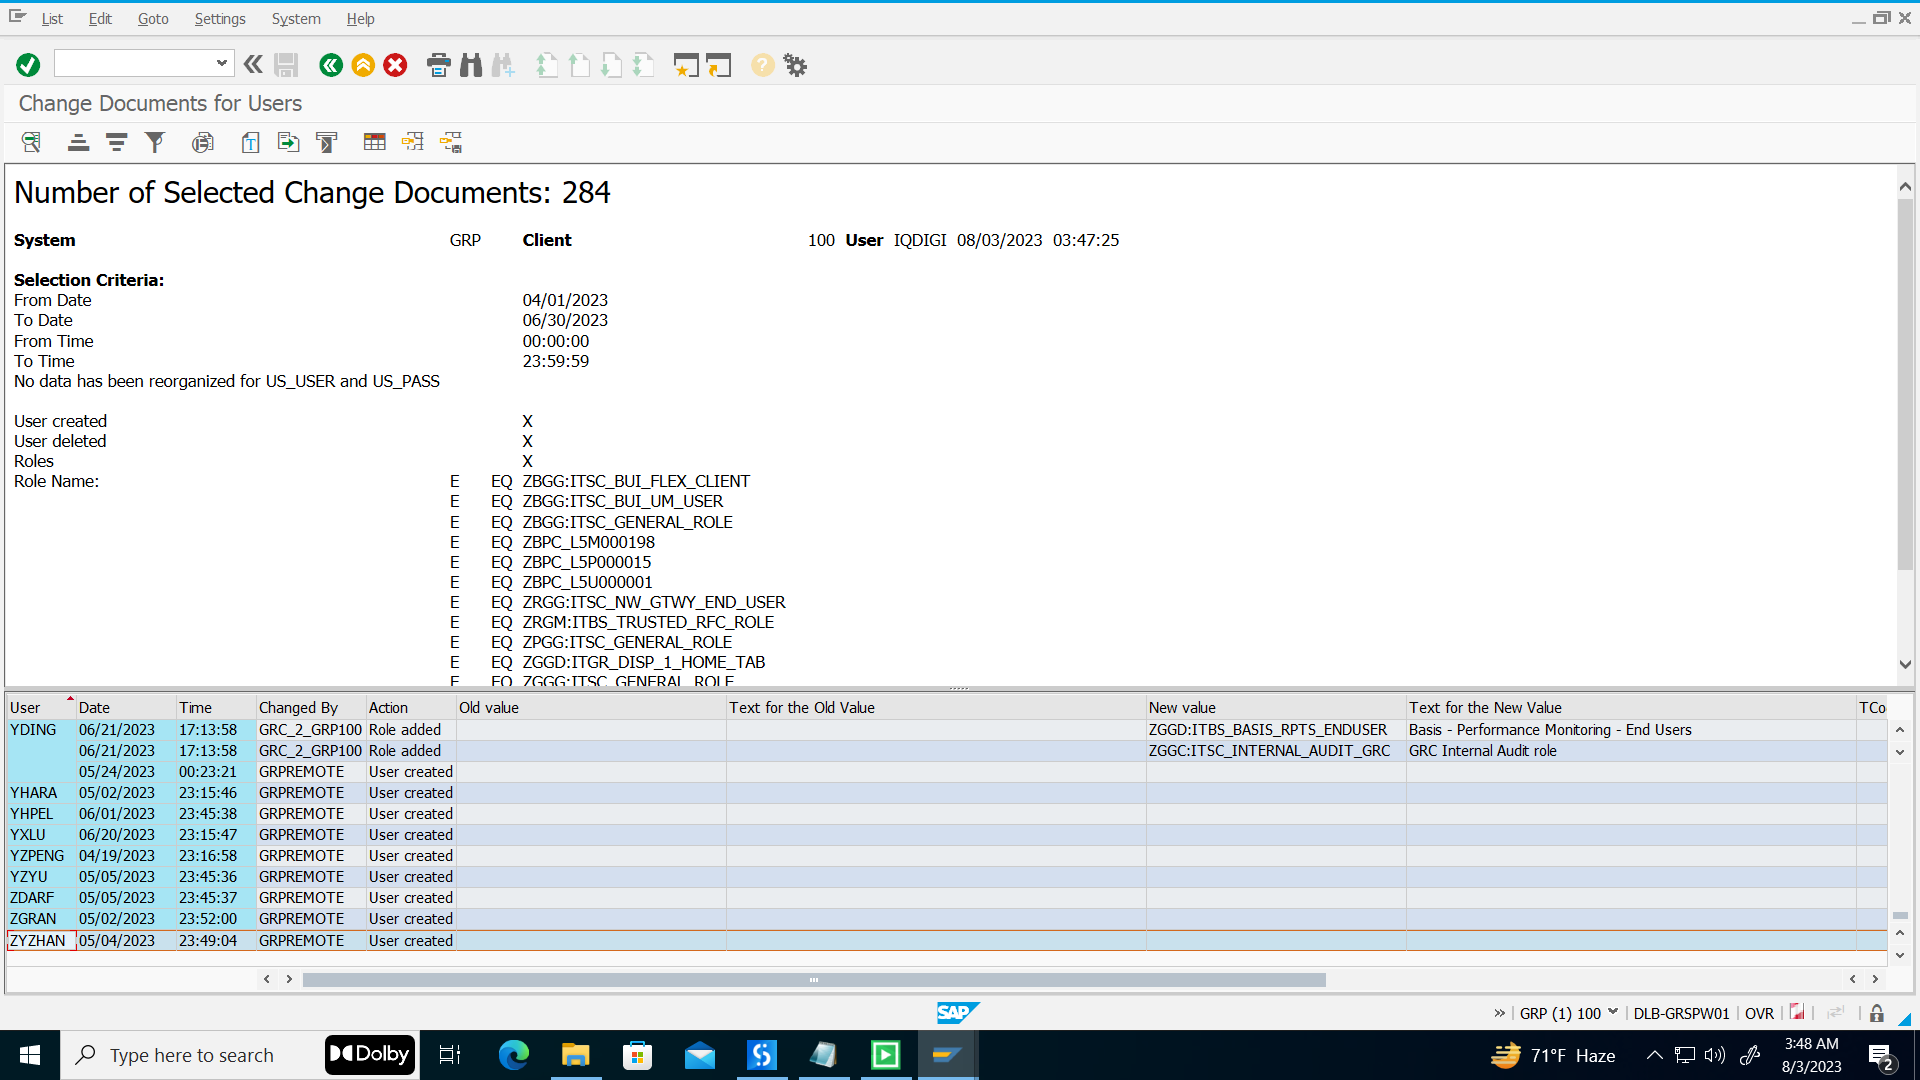 List Edit Goto Settings System Help
Change Documents for Users
Number of Selected Change Documents: 284
System GRP Client 100 User IQDIGI 08/03/2023 03:47:25
Selection Criteria:
From Date 04/01/2023
To Date 06/30/2023
From Time 00:00:00
To Time 23:59:59
No data has been reorganized for US_USER and US_PASS
User created X
User deleted X
Roles X
Role Name: E EQ ZBGG:ITSC_BUI_FLEX_CLIENT
E EQ ZBGG:ITSC_BUI_UM_USER
E EQ ZBGG:ITSC_GENERAL_ROLE
E EQ ZBPC_L5M000198
E EQ ZBPC_L5P000015
E EQ ZBPC_L5U000001
E EQ ZRGG:ITSC_NW_GTWY_END_USER
E EQ ZRGM:ITBS_TRUSTED_RFC_ROLE
E EQ ZPGG:ITSC_GENERAL_ROLE
E EQ ZGGD:ITGR_DISP_1_HOME_TAB
E EQ ZGGG:ITSC_GENERAL_ROLE
User Date Time Changed By Action Old value Text for the Old Value New value Text for the New Value TCo
YDING 06/21/2023 17:13:58 GRC_2_GRP100 Role added ZGGD:ITBS_BASIS_RPTS_ENDUSER Basis - Performance Monitoring - End Users
06/21/2023 17:13:58 GRC_2_GRP100 Role added ZGGC:ITSC_INTERNAL_AUDIT_GRC GRC Internal Audit role
05/24/2023 00:23:21 GRPREMOTE User created
YHARA 05/02/2023 23:15:46 GRPREMOTE User created
YHPEL 06/01/2023 23:45:38 GRPREMOTE User created
YXLU 06/20/2023 23:15:47 GRPREMOTE User created
YZPENG 04/19/2023 23:16:58 GRPREMOTE User created
YZYU 05/05/2023 23:45:36 GRPREMOTE User created
ZDARF 05/05/2023 23:45:37 GRPREMOTE User created
ZGRAN 05/02/2023 23:52:00 GRPREMOTE User created
ZYZHAN 05/04/2023 23:49:04 GRPREMOTE User created
SAP
GRP (1) 100 DLB-GRSPW01 OVR
Type here to search Dolby 71°F Haze 3:48 AM
8/3/2023 2